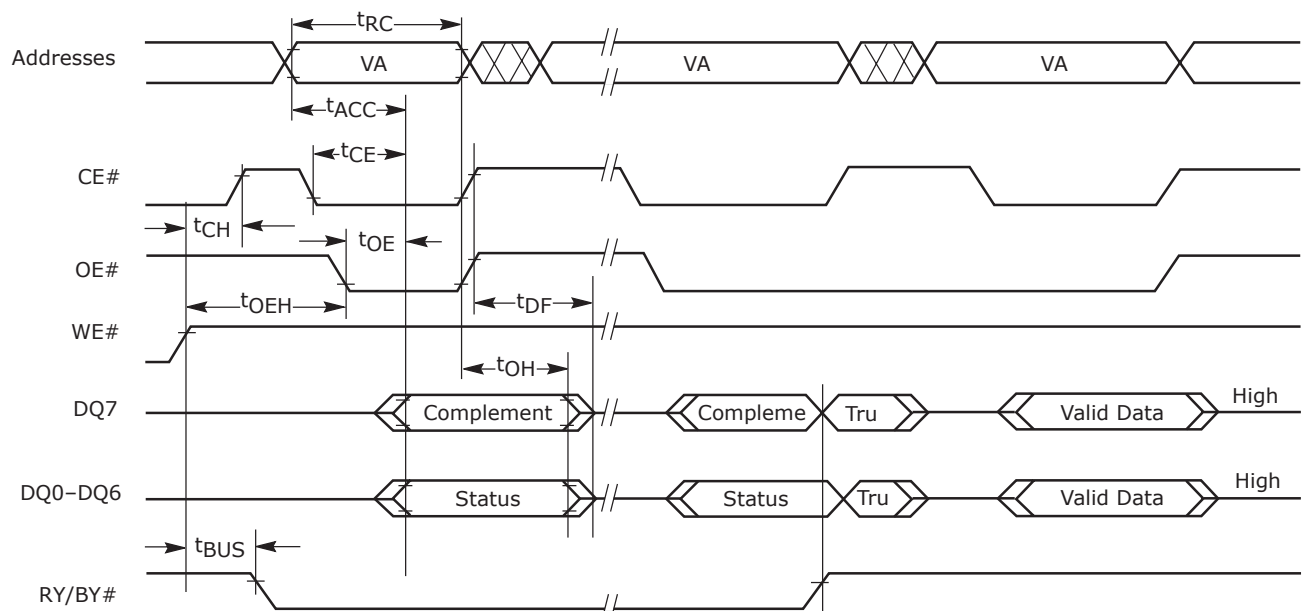 tRC
Addresses VA VA VA
tACC
tCE
CE#
tCH tOE
OE#
tOEH tDF
WE#
tOH
DQ7 Complement Compleme Tru Valid Data High
DQ0–DQ6 Status Status Tru Valid Data High
tBUS
RY/BY#